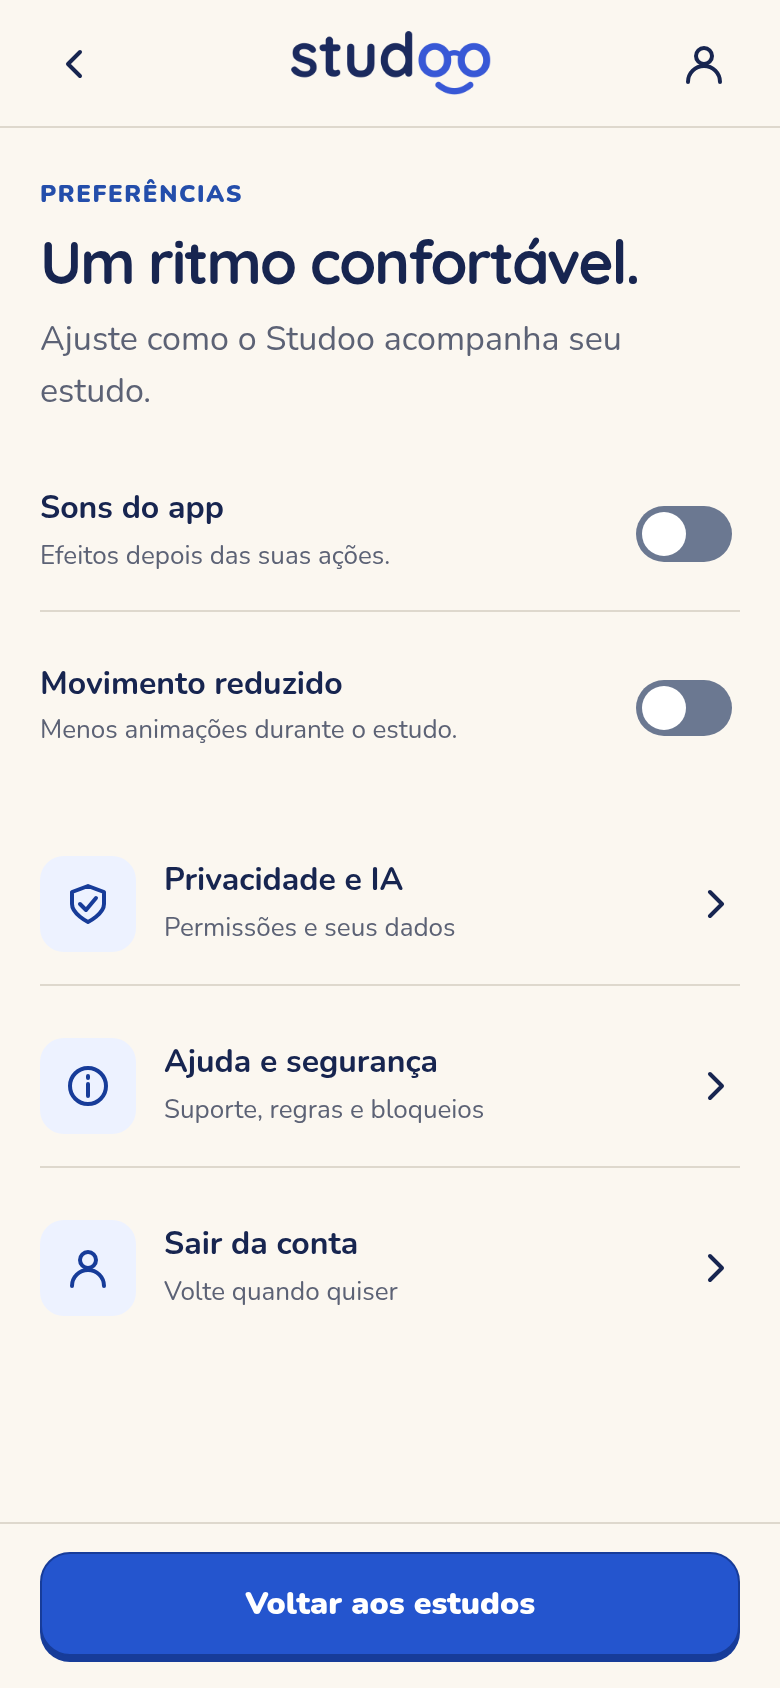 studoo
PREFERÊNCIAS
Um ritmo confortável.
Ajuste como o Studoo acompanha seu
estudo.
Sons do app
Efeitos depois das suas ações.
Movimento reduzido
Menos animações durante o estudo.
Privacidade e IA
Permissões e seus dados
Ajuda e segurança
Suporte, regras e bloqueios
Sair da conta
Volte quando quiser
Voltar aos estudos